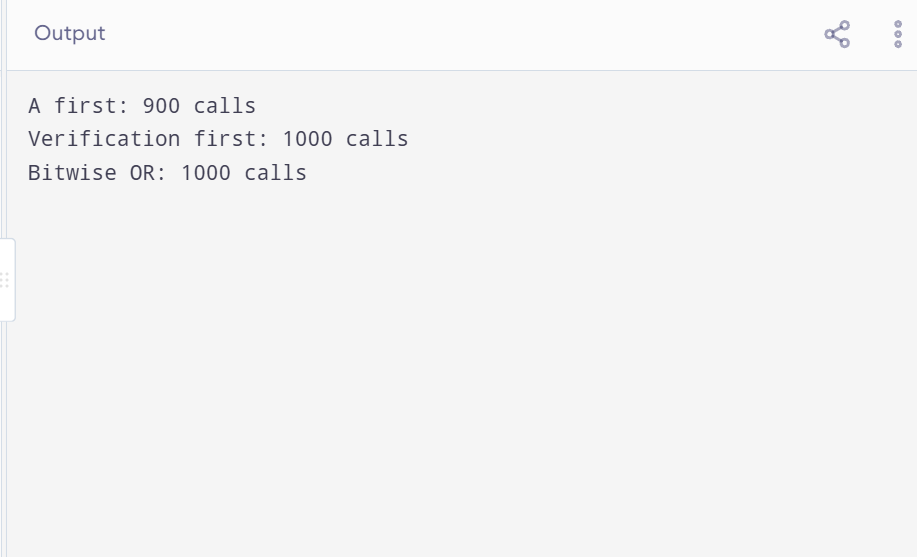 Output
A first: 900 calls
Verification first: 1000 calls
Bitwise OR: 1000 calls